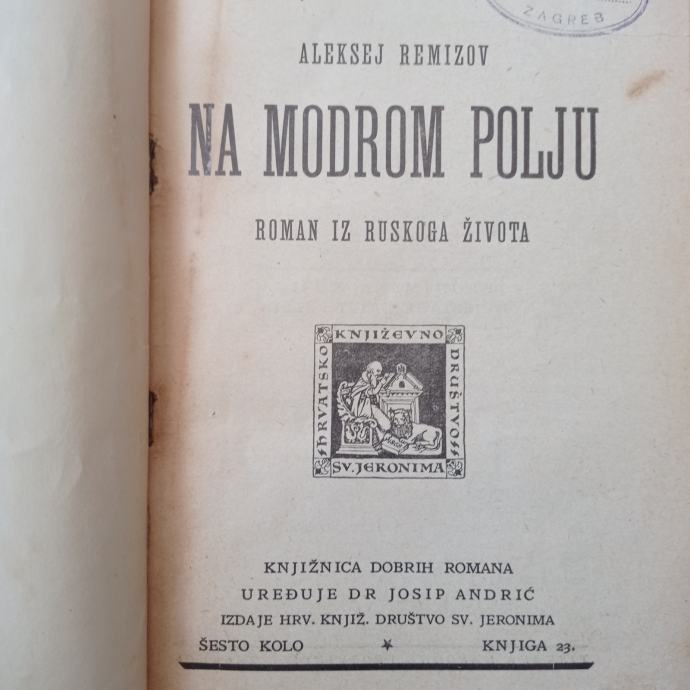 ZAGREB
ALEKSEJ REMIZOV
NA MODROM POLJU
ROMAN IZ RUSKOGA ŽIVOTA
HRVATSKO
KNJIŽEVNO
DRUŠTVO
SV. JERONIMA
KNJIŽNICA DOBRIH ROMANA
UREĐUJE DR JOSIP ANDRIĆ
IZDAJE HRV. KNJIŽ. DRUŠTVO SV. JERONIMA
ŠESTO KOLO * KNJIGA 23.